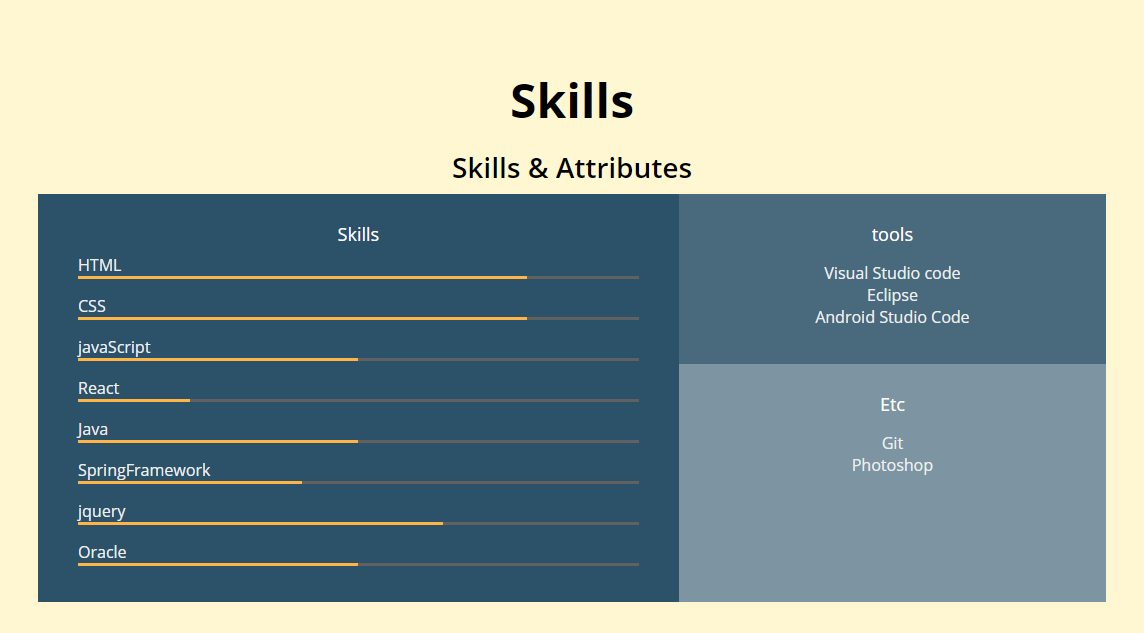 Skills
Skills & Attributes
Skills
HTML
CSS
javaScript
React
Java
SpringFramework
jquery
Oracle
tools
Visual Studio code
Eclipse
Android Studio Code
Etc
Git
Photoshop